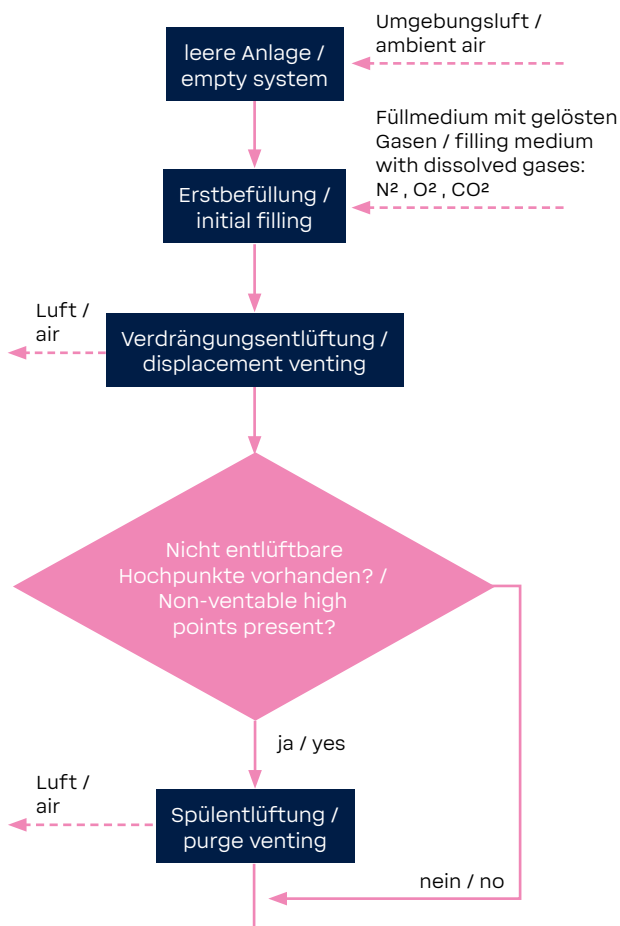 Umgebungsluft /
ambient air
leere Anlage /
empty system
Füllmedium mit gelösten
Gasen / filling medium
with dissolved gases:
N² , O² , CO²
Erstbefüllung /
initial filling
Luft /
air
Verdrängungsentlüftung /
displacement venting
Nicht entlüftbare
Hochpunkte vorhanden? /
Non-ventable high
points present?
ja / yes
Luft /
air
Spülentlüftung /
purge venting
nein / no